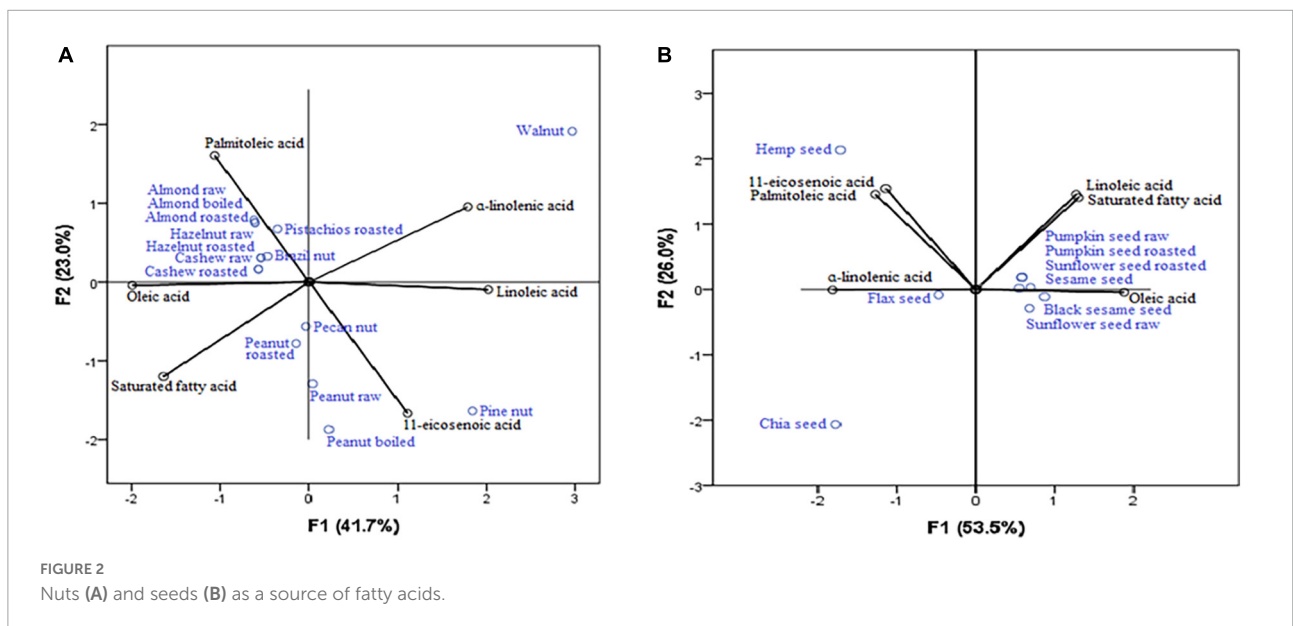 A
B
Palmitoleic acid
Walnut
Almond raw
Almond boiled
Almond roasted
Hazelnut raw
Hazelnut roasted
Cashew raw
Cashew roasted
Pistachios roasted
Brazil nut
α-linolenic acid
Oleic acid
Linoleic acid
Pecan nut
Peanut
roasted
Saturated fatty acid
Peanut raw
Pine nut
11-eicosenoic acid
Peanut boiled
2
1
0
-1
-2
F2 (23.0%)
-2
-1
0
1
2
3
F1 (41.7%)
Hemp seed
11-eicosenoic acid
Palmitoleic acid
Linoleic acid
Saturated fatty acid
Pumpkin seed raw
Pumpkin seed roasted
Sunflower seed roasted
Sesame seed
α-linolenic acid
Flax seed
Oleic acid
Black sesame seed
Sunflower seed raw
Chia seed
3
2
1
0
-1
-2
-3
F2 (26.0%)
-2
-1
0
1
2
F1 (53.5%)
FIGURE 2
Nuts (A) and seeds (B) as a source of fatty acids.